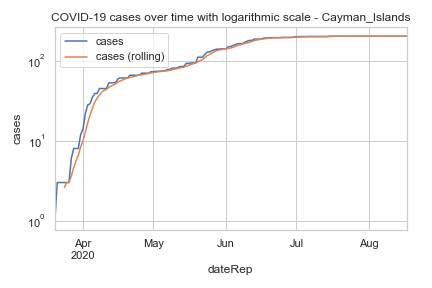 COVID-19 cases over time with logarithmic scale - Cayman_Islands
cases
cases (rolling)
10²
10¹
10⁰
cases
Apr
2020
May
Jun
Jul
Aug
dateRep